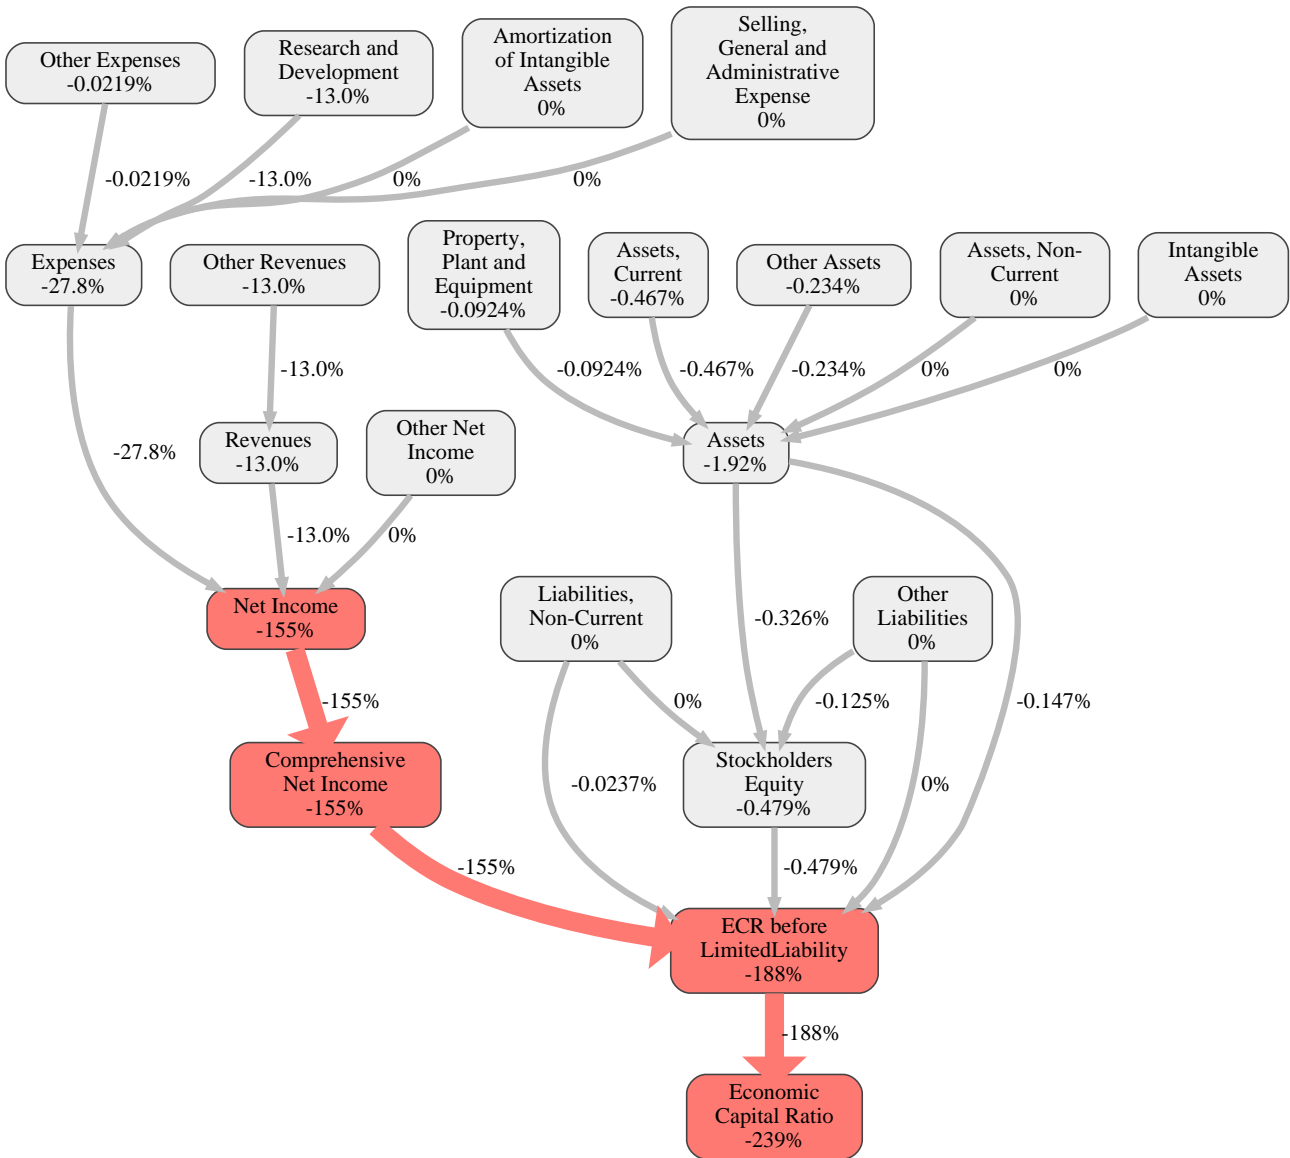 Other Expenses
-0.0219%
Research and
Development
-13.0%
Amortization
of Intangible
Assets
0%
Selling,
General and
Administrative
Expense
0%
-0.0219%
-13.0%
0%
0%
Expenses
-27.8%
Other Revenues
-13.0%
Property,
Plant and
Equipment
-0.0924%
Assets,
Current
-0.467%
Other Assets
-0.234%
Assets, Non-
Current
0%
Intangible
Assets
0%
-13.0%
-0.0924%
-0.467%
-0.234%
0%
0%
-27.8%
Revenues
-13.0%
Other Net
Income
0%
Assets
-1.92%
-13.0%
0%
Net Income
-155%
Liabilities,
Non-Current
0%
-0.326%
Other
Liabilities
0%
-155%
0%
-0.125%
-0.147%
Comprehensive
Net Income
-155%
-0.0237%
Stockholders
Equity
-0.479%
0%
-155%
-0.479%
ECR before
LimitedLiability
-188%
-188%
Economic
Capital Ratio
-239%